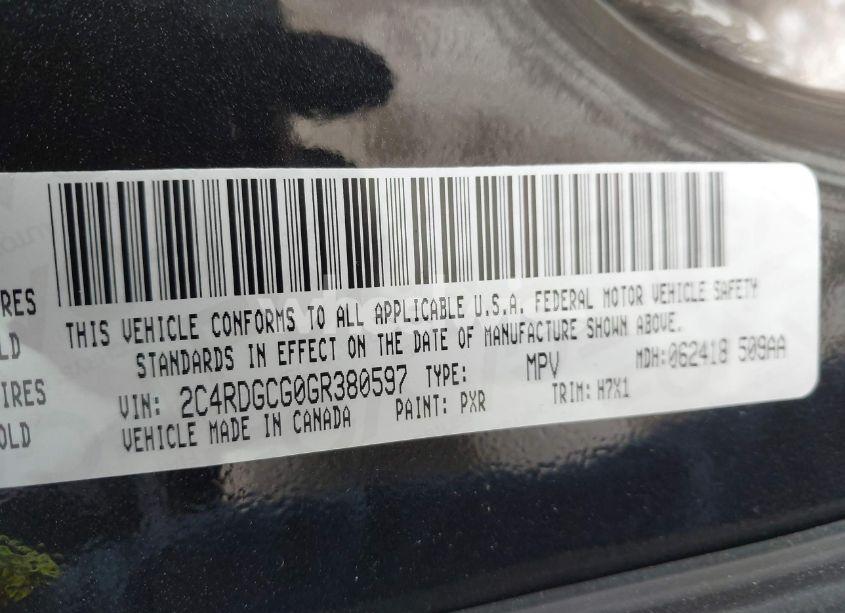 THIS VEHICLE CONFORMS TO ALL APPLICABLE U.S.A. FEDERAL MOTOR VEHICLE SAFETY
STANDARDS IN EFFECT ON THE DATE OF MANUFACTURE SHOWN ABOVE.
VIN: 2C4RDGCG0GR380597 TYPE: MPV MDH: 062418 509AA
VEHICLE MADE IN CANADA PAINT: PXR TRIM: H7X1
IRES
LD
IRES
OLD